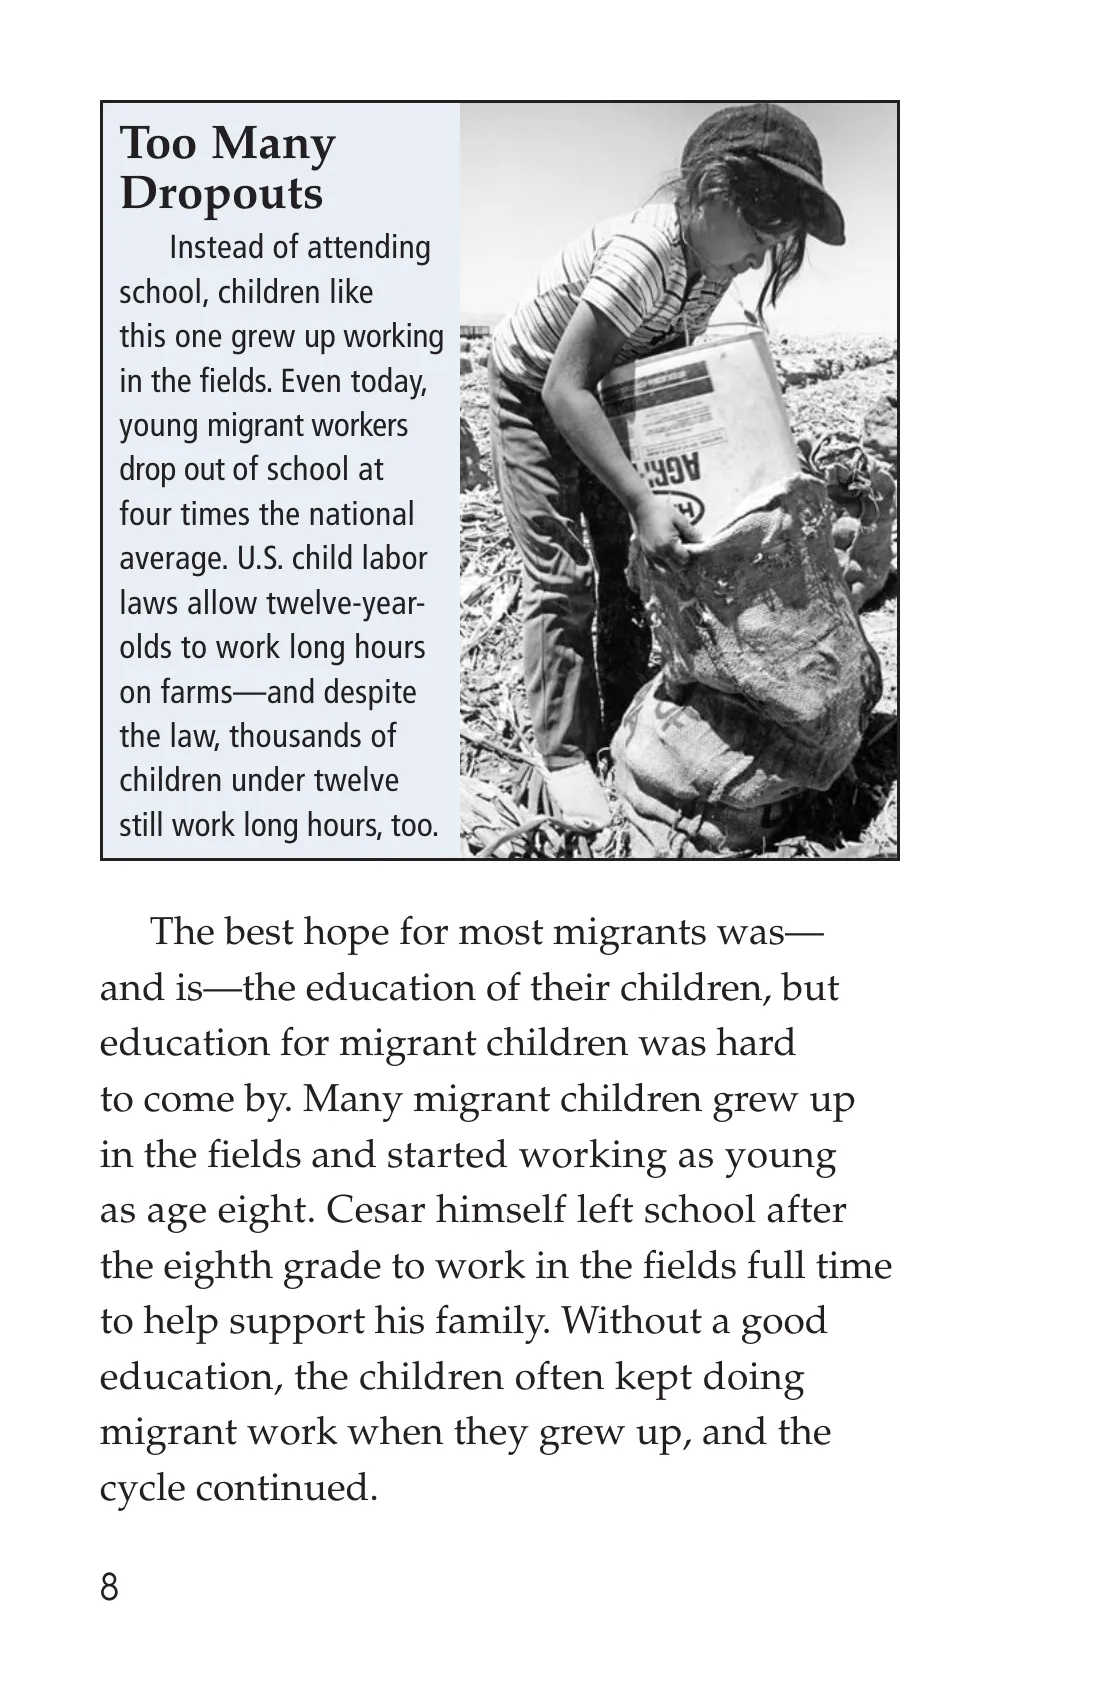 Too Many
Dropouts
Instead of attending
school, children like
this one grew up working
in the fields. Even today,
young migrant workers
drop out of school at
four times the national
average. U.S. child labor
laws allow twelve-year-
olds to work long hours
on farms—and despite
the law, thousands of
children under twelve
still work long hours, too.
The best hope for most migrants was—
and is—the education of their children, but
education for migrant children was hard
to come by. Many migrant children grew up
in the fields and started working as young
as age eight. Cesar himself left school after
the eighth grade to work in the fields full time
to help support his family. Without a good
education, the children often kept doing
migrant work when they grew up, and the
cycle continued.
8